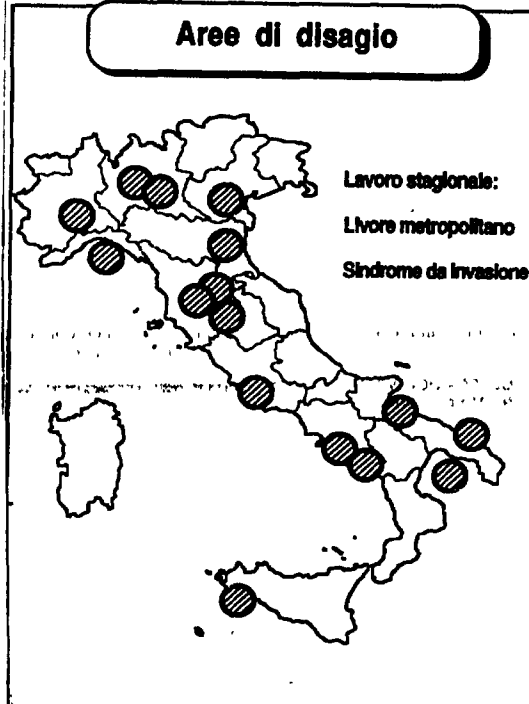 Aree di disagio
Lavoro stagionale:
Livore metropolitano
Sindrome da invasione